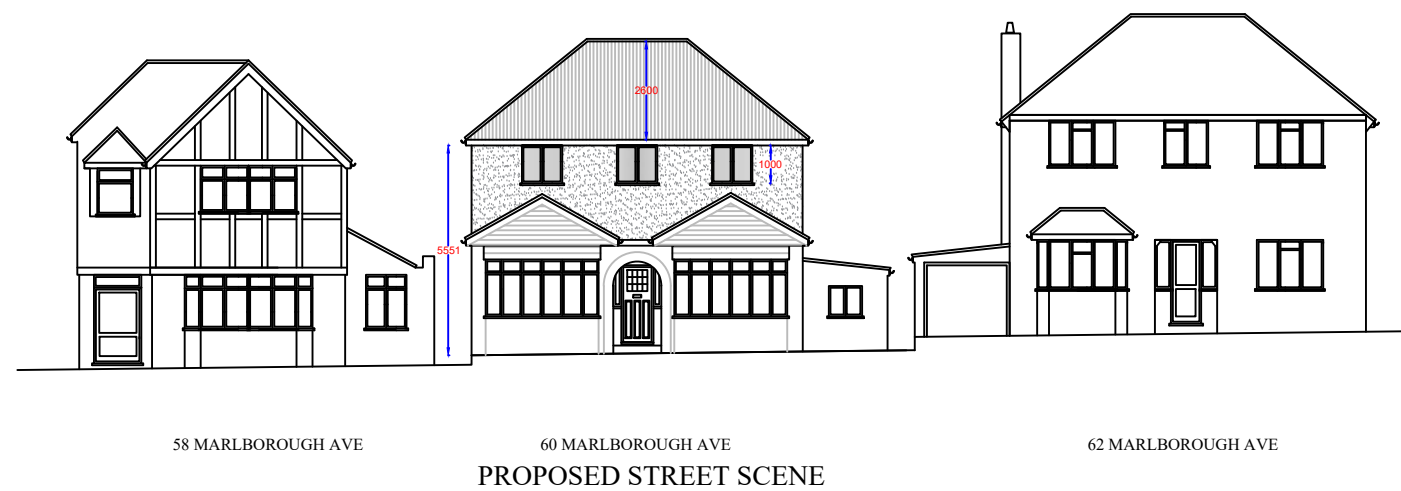 2600
1000
5551
58 MARLBOROUGH AVE
60 MARLBOROUGH AVE
62 MARLBOROUGH AVE
PROPOSED STREET SCENE